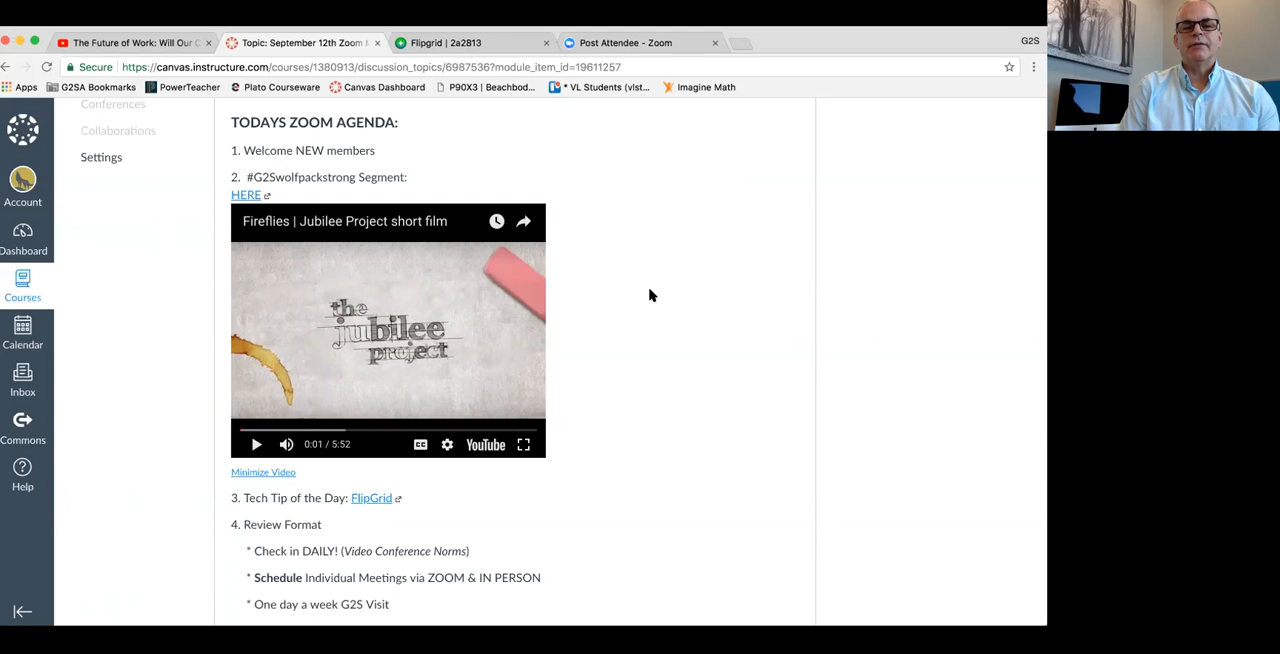 The Future of Work: Will Our C
Topic: September 12th Zoom
Flipgrid | 2a2813
Post Attendee - Zoom
G2S
Secure
https://canvas.instructure.com/courses/1380913/discussion_topics/6987536?module_item_id=19611257
Apps
G2SA Bookmarks
PowerTeacher
Plato Courseware
Canvas Dashboard
P90X3 | Beachbod...
* VL Students (vlst...
Imagine Math
Account
Dashboard
Courses
Calendar
Inbox
Commons
Help
Conferences
Collaborations
Settings
TODAYS ZOOM AGENDA:
1. Welcome NEW members
2. #G2Swolfpackstrong Segment:
HERE
Fireflies | Jubilee Project short film
the
jubilee
project
0:01 / 5:52
CC
YouTube
Minimize Video
3. Tech Tip of the Day: FlipGrid
4. Review Format
* Check in DAILY! (Video Conference Norms)
* Schedule Individual Meetings via ZOOM & IN PERSON
* One day a week G2S Visit